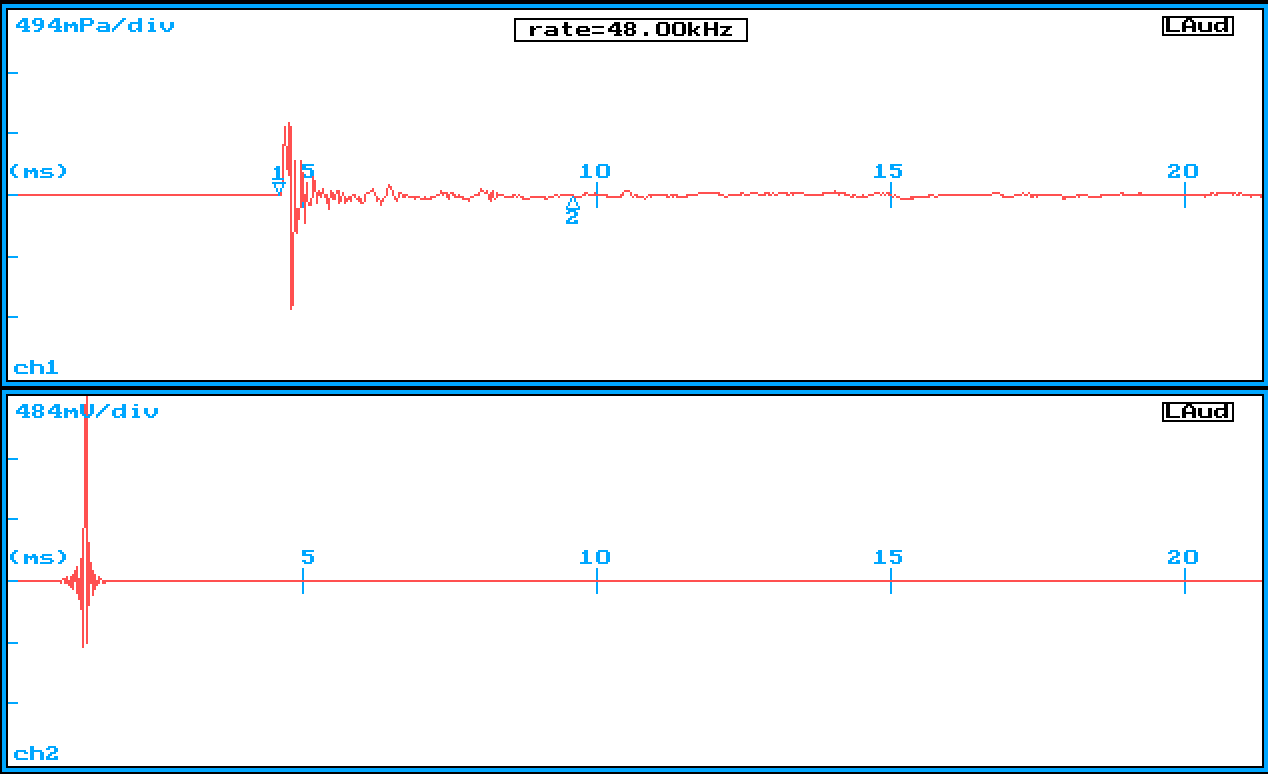 494mPa/div
rate=48.00kHz
LAud
(ms)
1 5 10 15 20
2
ch1
484mV/div
LAud
(ms) 5 10 15 20
ch2